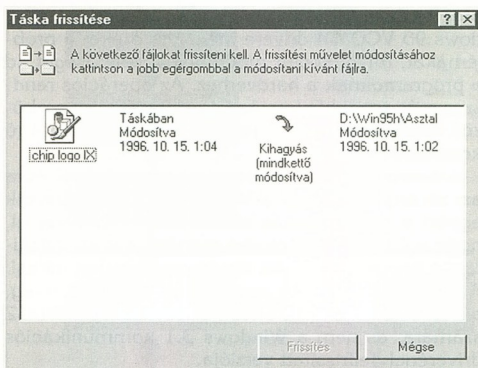 Táska frissítése
A következő fájlokat frissíteni kell. A frissítési művelet módosításához
kattintson a jobb egérgombbal a módosítani kívánt fájlra.
chip logo IX
Táskában
Módosítva
1996. 10. 15. 1:04
Kihagyás
(mindkettő
módosítva)
D:\Win95h\Asztal
Módosítva
1996. 10. 15. 1:02
Frissítés
Mégse